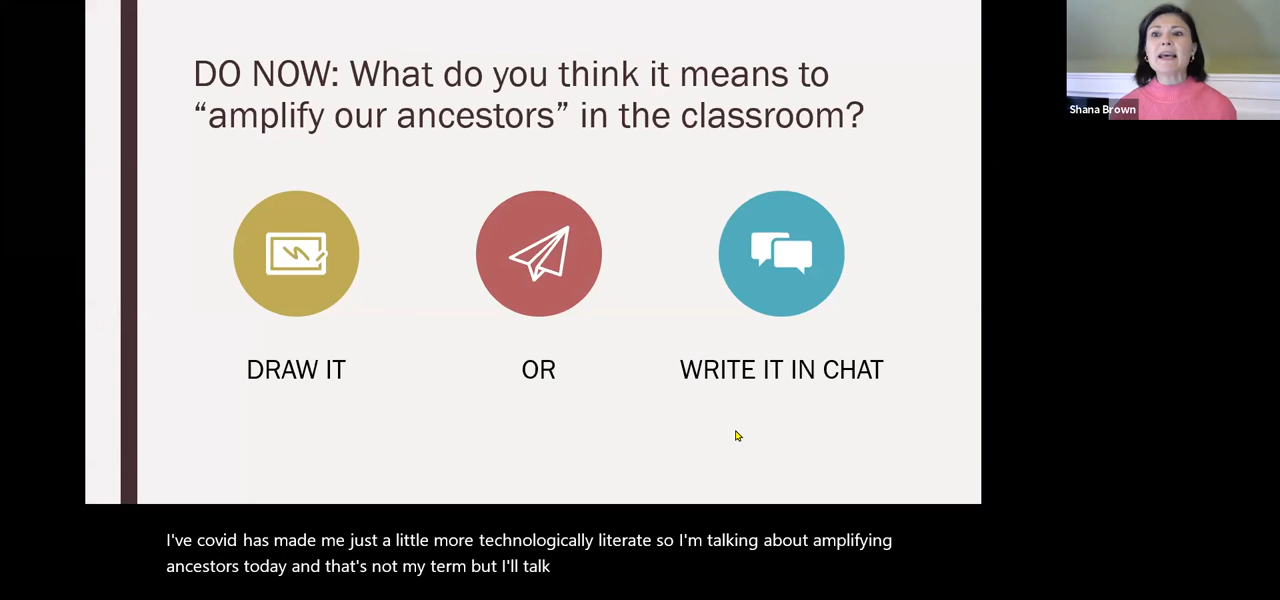 DO NOW: What do you think it means to
“amplify our ancestors” in the classroom?
DRAW IT
OR
WRITE IT IN CHAT
Shana Brown
I've covid has made me just a little more technologically literate so I'm talking about amplifying
ancestors today and that's not my term but I'll talk